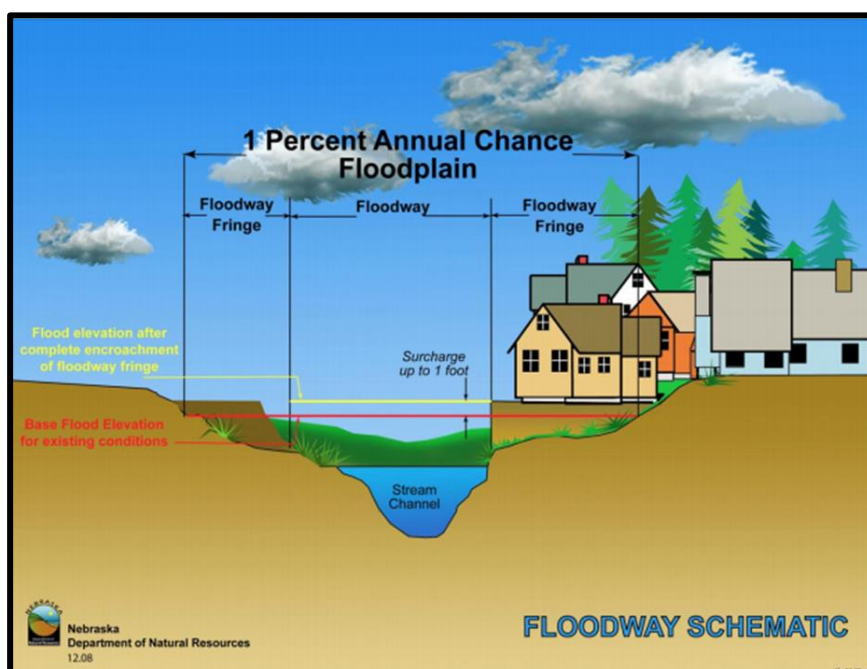 1 Percent Annual Chance
Floodplain
Floodway
Fringe
Floodway
Floodway
Fringe
Flood elevation after
complete encroachment
of floodway fringe
Surcharge
up to 1 foot
Base Flood Elevation
for existing conditions
Stream
Channel
NEBRASKA
Nebraska
Department of Natural Resources
12.08
FLOODWAY SCHEMATIC